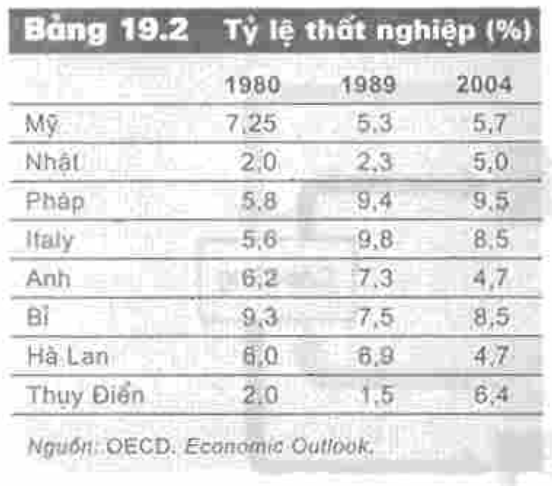 Bảng 19.2 Tỷ lệ thất nghiệp (%)
1980 1989 2004
Mỹ 7,25 5,3 5,7
Nhật 2,0 2,3 5,0
Pháp 5,8 9,4 9,5
Italy 5,6 9,8 8,5
Anh 6,2 7,3 4,7
Bỉ 9,3 7,5 8,5
Hà Lan 6,0 6,9 4,7
Thụy Điển 2,0 1,5 6,4
Nguồn: OECD. Economic Outlook.